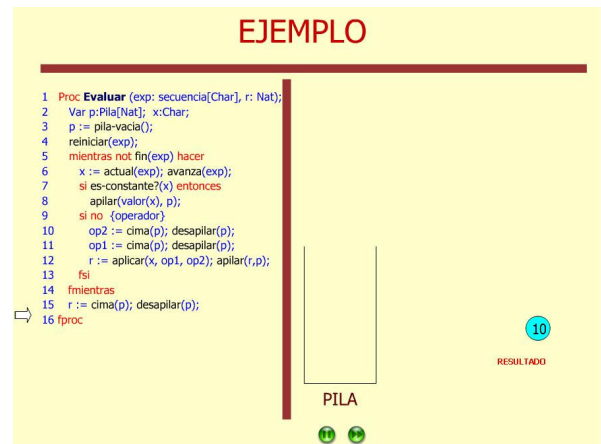 EJEMPLO
1 Proc Evaluar (exp: secuencia[Char], r: Nat);
2 Var p:Pila[Nat]; x:Char;
3 p := pila-vacia();
4 reiniciar(exp);
5 mientras not fin(exp) hacer
6 x := actual(exp); avanza(exp);
7 si es-constante?(x) entonces
8 apilar(valor(x), p);
9 si no {operador}
10 op2 := cima(p); desapilar(p);
11 op1 := cima(p); desapilar(p);
12 r := aplicar(x, op1, op2); apilar(r,p);
13 fsi
14 fmientras
15 r := cima(p); desapilar(p);
16 fproc
10
RESULTADO
PILA